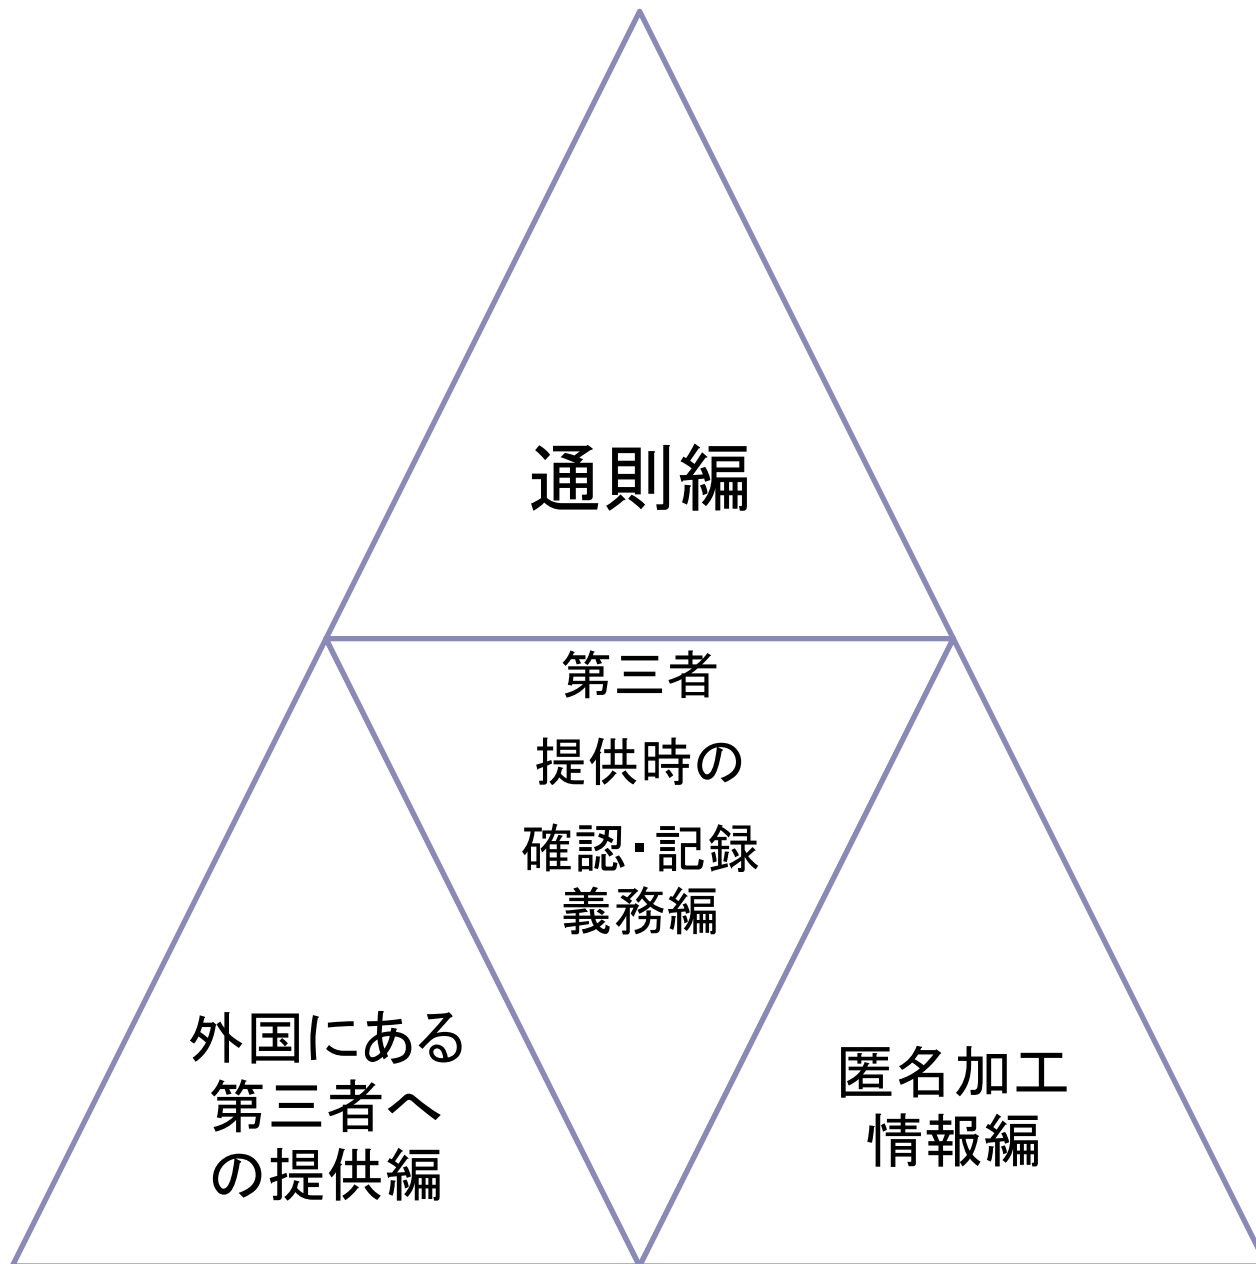 通則編
第三者
提供時の
確認・記録
義務編
外国にある
第三者へ
の提供編
匿名加工
情報編